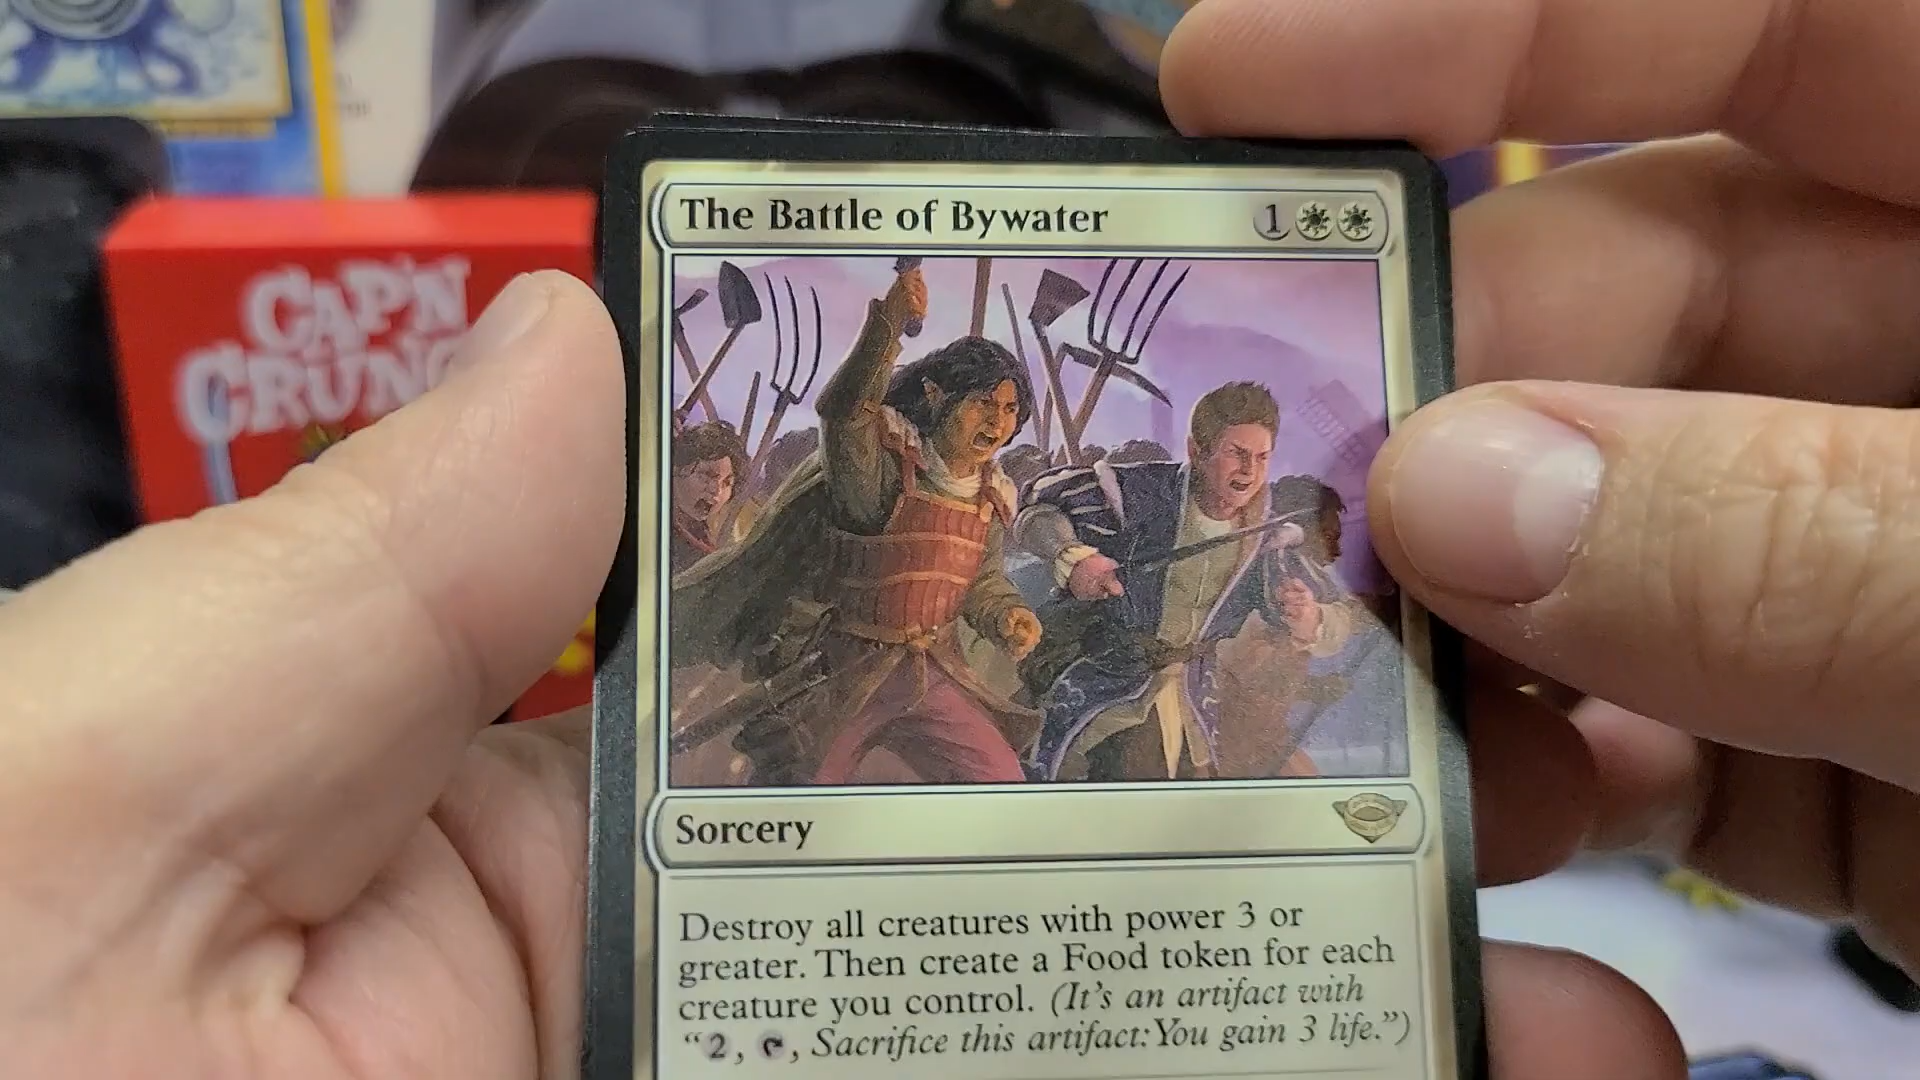 CAP'N
The Battle of Bywater 1
Sorcery
Destroy all creatures with power 3 or
greater. Then create a Food token for each
creature you control. (It's an artifact with
"2, , Sacrifice this artifact: You gain 3 life.")